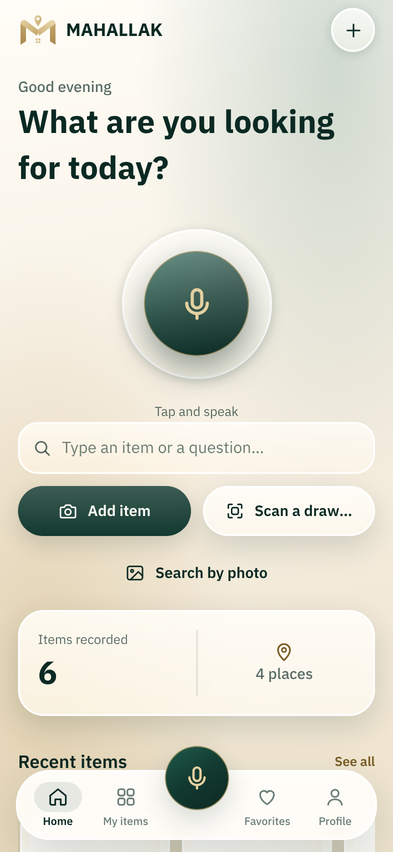 MAHALLAK
Good evening
What are you looking
for today?
Tap and speak
Type an item or a question...
Add item
Scan a draw...
Search by photo
Items recorded
6
4 places
Recent items
See all
Home
My items
Favorites
Profile